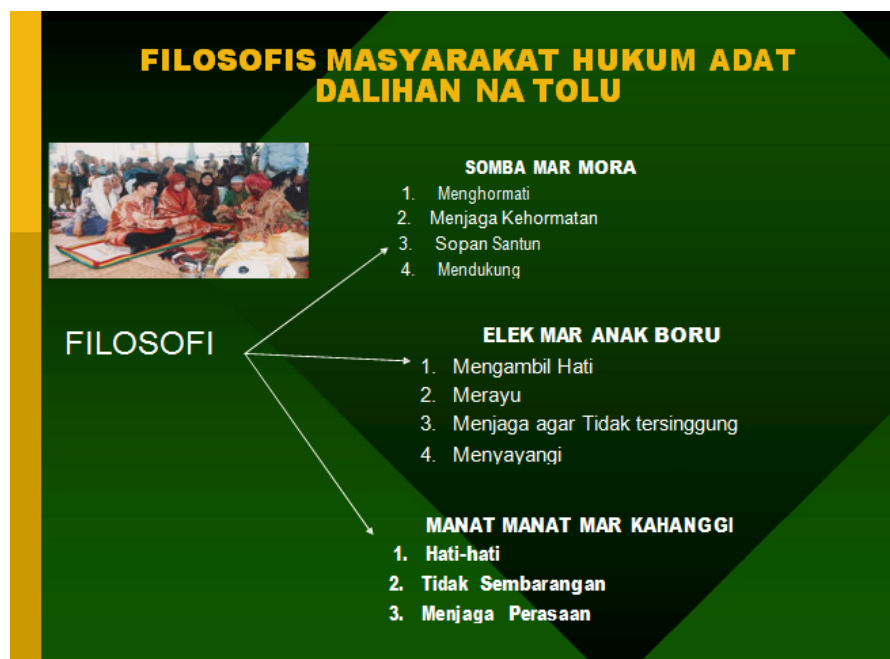 FILOSOFIS MASYARAKAT HUKUM ADAT
DALIHAN NA TOLU
SOMBA MAR MORA
1. Menghormati
2. Menjaga Kehormatan
3. Sopan Santun
4. Mendukung
FILOSOFI
ELEK MAR ANAK BORU
1. Mengambil Hati
2. Merayu
3. Menjaga agar Tidak tersinggung
4. Menyayangi
MANAT MANAT MAR KAHANGGI
1. Hati-hati
2. Tidak Sembarangan
3. Menjaga Perasaan